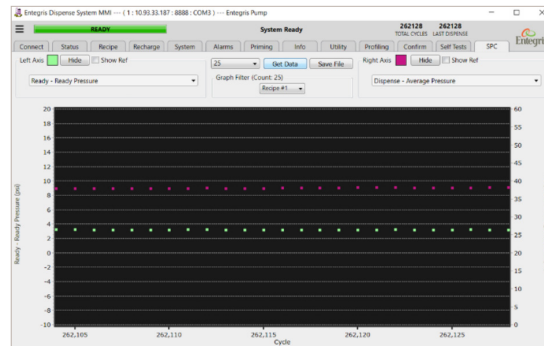 Entegris Dispense System MMI --- ( 1 : 10.93.33.187 : 8888 : COM3 ) --- Entegris Pump
READY
System Ready
262128
TOTAL CYCLES
262128
LAST DISPENSE
Entegris
Connect Status Recipe Recharge System Alarms Priming Info Utility Profiling Confirm Self Tests SPC
Left Axis Hide Show Ref
25 Get Data Save File
Right Axis Hide Show Ref
Ready - Ready Pressure
Graph Filter (Count: 25)
Recipe #1
Dispense - Average Pressure
20
18
16
14
12
10
8
6
4
2
0
-2
-4
-6
-8
-10
Ready - Ready Pressure (psi)
60
55
50
45
40
35
30
25
20
15
10
5
0
262,105 262,110 262,115 262,120 262,125
Cycle